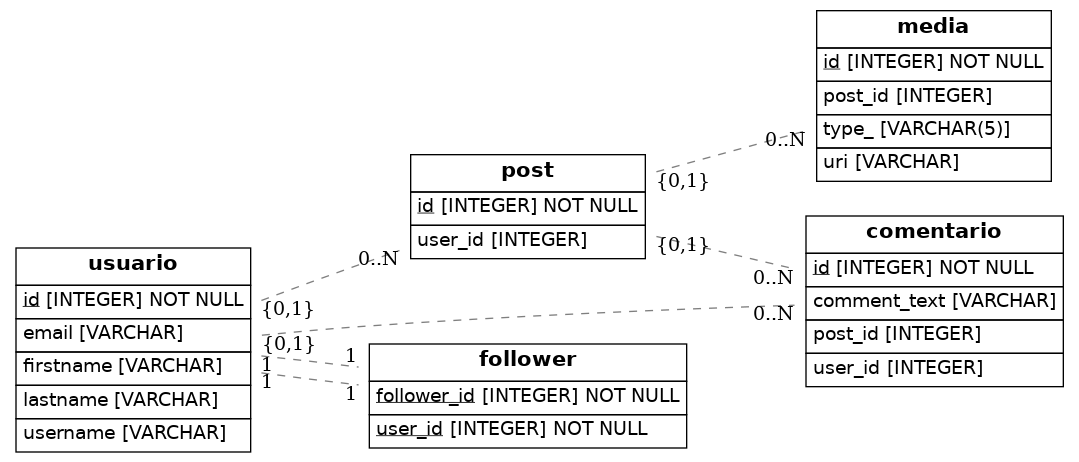 media
id [INTEGER] NOT NULL
post_id [INTEGER]
type_ [VARCHAR(5)]
uri [VARCHAR]
0..N
{0,1}
post
id [INTEGER] NOT NULL
user_id [INTEGER]
{0,1}
0..N
0..N
comentario
id [INTEGER] NOT NULL
comment_text [VARCHAR]
post_id [INTEGER]
user_id [INTEGER]
0..N
{0,1}
usuario
id [INTEGER] NOT NULL
email [VARCHAR]
firstname [VARCHAR]
lastname [VARCHAR]
username [VARCHAR]
{0,1}
1
1
1
1
follower
follower_id [INTEGER] NOT NULL
user_id [INTEGER] NOT NULL